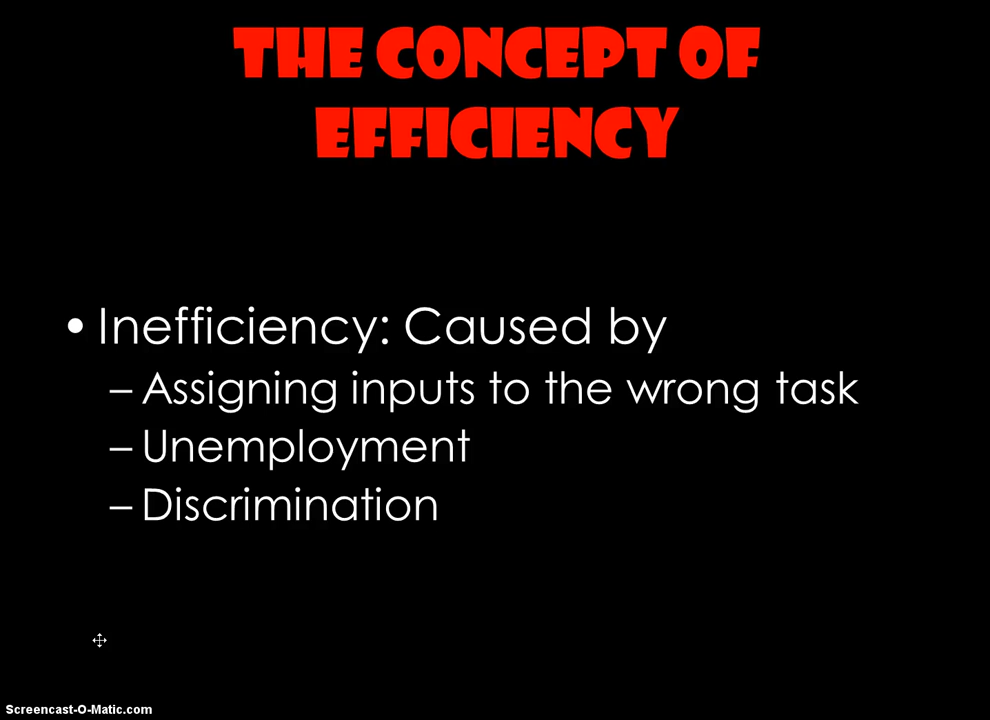 THE CONCEPT OF
EFFICIENCY
• Inefficiency: Caused by
– Assigning inputs to the wrong task
– Unemployment
– Discrimination
Screencast-O-Matic.com